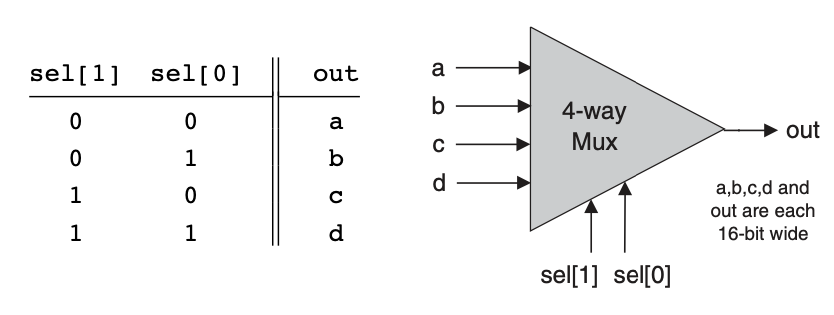 sel[1] sel[0] out
0 0 a
0 1 b
1 0 c
1 1 d
a
b
c
d
4-way
Mux
out
a,b,c,d and
out are each
16-bit wide
sel[1] sel[0]